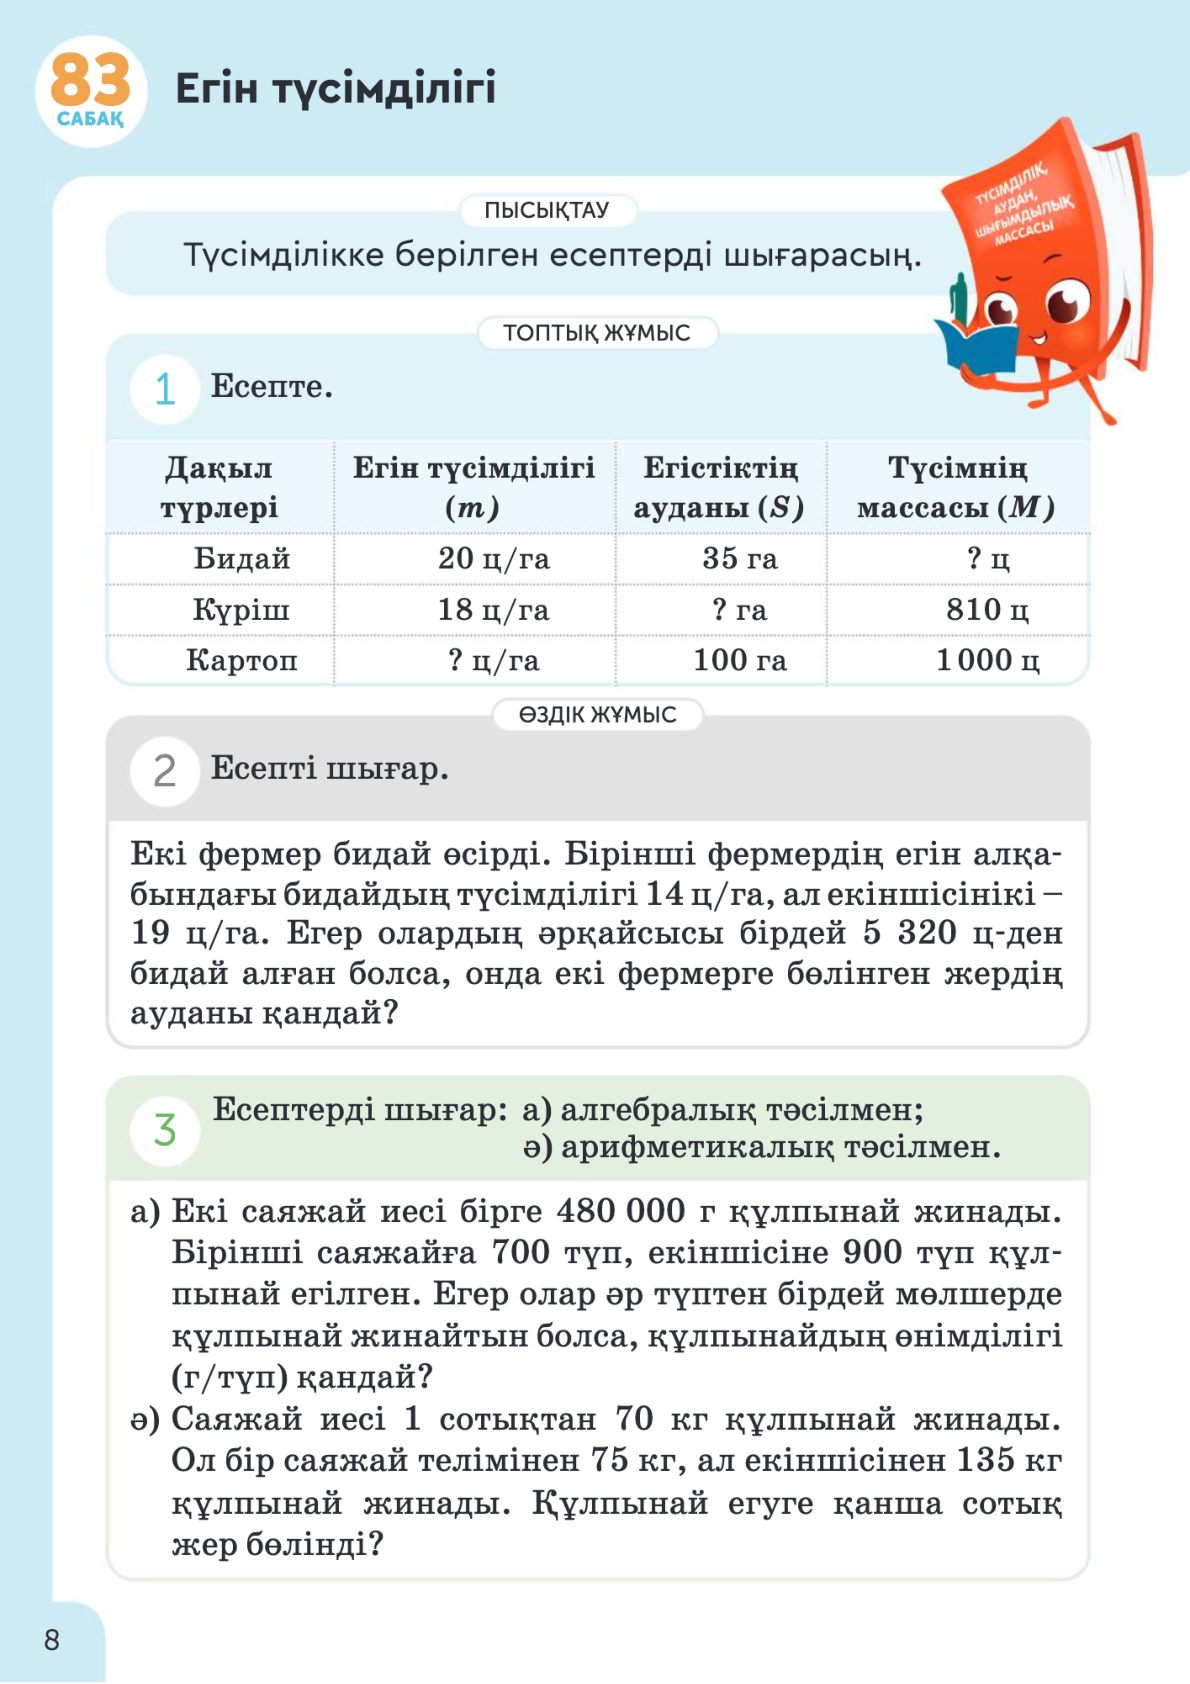 83
САБАҚ
Егін түсімділігі
ТҮСІМДІЛІК,
АУДАН,
ШЫҒЫМДЫЛЫҚ
МАССАСЫ
ПЫСЫҚТАУ
Түсімділікке берілген есептерді шығарасың.
ТОПТЫҚ ЖҰМЫС
1 Есепте.
Дақыл түрлері | Егін түсімділігі (m) | Егістіктің ауданы (S) | Түсімнің массасы (M)
Бидай | 20 ц/га | 35 га | ? ц
Күріш | 18 ц/га | ? га | 810 ц
Картоп | ? ц/га | 100 га | 1 000 ц
ӨЗДІК ЖҰМЫС
2 Есепті шығар.
Екі фермер бидай өсірді. Бірінші фермердің егін алқа-
бындағы бидайдың түсімділігі 14 ц/га, ал екіншісінікі –
19 ц/га. Егер олардың әрқайсысы бірдей 5 320 ц-ден
бидай алған болса, онда екі фермерге бөлінген жердің
ауданы қандай?
3 Есептерді шығар: а) алгебралық тәсілмен;
ә) арифметикалық тәсілмен.
а) Екі саяжай иесі бірге 480 000 г құлпынай жинады.
Бірінші саяжайға 700 түп, екіншісіне 900 түп құл-
пынай егілген. Егер олар әр түптен бірдей мөлшерде
құлпынай жинайтын болса, құлпынайдың өнімділігі
(г/түп) қандай?
ә) Саяжай иесі 1 сотықтан 70 кг құлпынай жинады.
Ол бір саяжай телімінен 75 кг, ал екіншісінен 135 кг
құлпынай жинады. Құлпынай егуге қанша сотық
жер бөлінді?
8